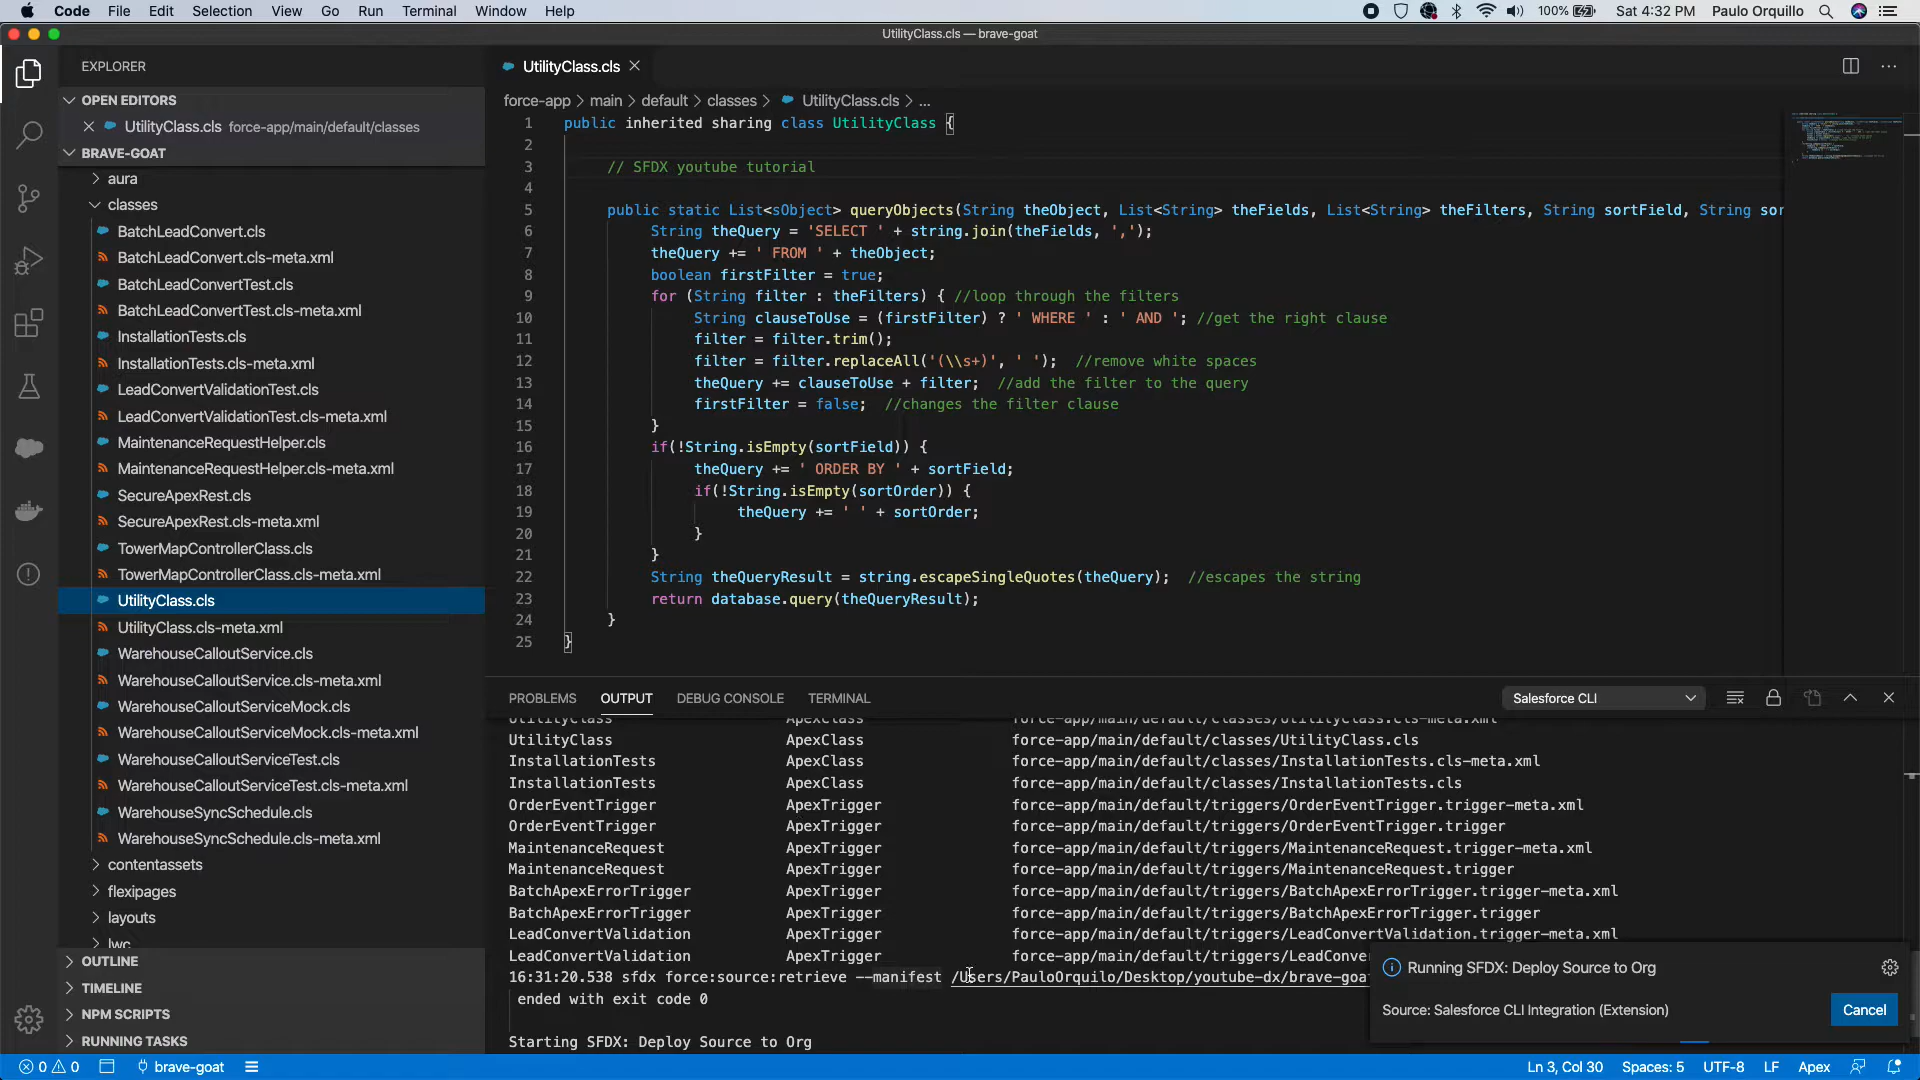 Code File Edit Selection View Go Run Terminal Window Help
100% Sat 4:32 PM Paulo Orquillo
UtilityClass.cls — brave-goat
EXPLORER
OPEN EDITORS
UtilityClass.cls force-app/main/default/classes
BRAVE-GOAT
aura
classes
BatchLeadConvert.cls
BatchLeadConvert.cls-meta.xml
BatchLeadConvertTest.cls
BatchLeadConvertTest.cls-meta.xml
InstallationTests.cls
InstallationTests.cls-meta.xml
LeadConvertValidationTest.cls
LeadConvertValidationTest.cls-meta.xml
MaintenanceRequestHelper.cls
MaintenanceRequestHelper.cls-meta.xml
SecureApexRest.cls
SecureApexRest.cls-meta.xml
TowerMapControllerClass.cls
TowerMapControllerClass.cls-meta.xml
UtilityClass.cls
UtilityClass.cls-meta.xml
WarehouseCalloutService.cls
WarehouseCalloutService.cls-meta.xml
WarehouseCalloutServiceMock.cls
WarehouseCalloutServiceMock.cls-meta.xml
WarehouseCalloutServiceTest.cls
WarehouseCalloutServiceTest.cls-meta.xml
WarehouseSyncSchedule.cls
WarehouseSyncSchedule.cls-meta.xml
contentassets
flexipages
layouts
lwc
OUTLINE
TIMELINE
NPM SCRIPTS
RUNNING TASKS
UtilityClass.cls
force-app > main > default > classes > UtilityClass.cls > ...
1 public inherited sharing class UtilityClass {
2
3 // SFDX youtube tutorial
4
5 public static List<sObject> queryObjects(String theObject, List<String> theFields, List<String> theFilters, String sortField, String sor
6 String theQuery = 'SELECT ' + string.join(theFields, ',');
7 theQuery += ' FROM ' + theObject;
8 boolean firstFilter = true;
9 for (String filter : theFilters) { //loop through the filters
10 String clauseToUse = (firstFilter) ? ' WHERE ' : ' AND '; //get the right clause
11 filter = filter.trim();
12 filter = filter.replaceAll('(\\s+)', ' '); //remove white spaces
13 theQuery += clauseToUse + filter; //add the filter to the query
14 firstFilter = false; //changes the filter clause
15 }
16 if(!String.isEmpty(sortField)) {
17 theQuery += ' ORDER BY ' + sortField;
18 if(!String.isEmpty(sortOrder)) {
19 theQuery += ' ' + sortOrder;
20 }
21 }
22 String theQueryResult = string.escapeSingleQuotes(theQuery); //escapes the string
23 return database.query(theQueryResult);
24 }
25 }
PROBLEMS OUTPUT DEBUG CONSOLE TERMINAL Salesforce CLI
UtilityClass ApexClass force-app/main/default/classes/UtilityClass.cls-meta.xml
UtilityClass ApexClass force-app/main/default/classes/UtilityClass.cls
InstallationTests ApexClass force-app/main/default/classes/InstallationTests.cls-meta.xml
InstallationTests ApexClass force-app/main/default/classes/InstallationTests.cls
OrderEventTrigger ApexTrigger force-app/main/default/triggers/OrderEventTrigger.trigger-meta.xml
OrderEventTrigger ApexTrigger force-app/main/default/triggers/OrderEventTrigger.trigger
MaintenanceRequest ApexTrigger force-app/main/default/triggers/MaintenanceRequest.trigger-meta.xml
MaintenanceRequest ApexTrigger force-app/main/default/triggers/MaintenanceRequest.trigger
BatchApexErrorTrigger ApexTrigger force-app/main/default/triggers/BatchApexErrorTrigger.trigger-meta.xml
BatchApexErrorTrigger ApexTrigger force-app/main/default/triggers/BatchApexErrorTrigger.trigger
LeadConvertValidation ApexTrigger force-app/main/default/triggers/LeadConvertValidation.trigger-meta.xml
LeadConvertValidation ApexTrigger force-app/main/default/triggers/LeadConver
16:31:20.538 sfdx force:source:retrieve --manifest /Users/PauloOrquilo/Desktop/youtube-dx/brave-goa
ended with exit code 0
Starting SFDX: Deploy Source to Org
Running SFDX: Deploy Source to Org
Source: Salesforce CLI Integration (Extension)
Cancel
0 0 brave-goat
Ln 3, Col 30 Spaces: 5 UTF-8 LF Apex